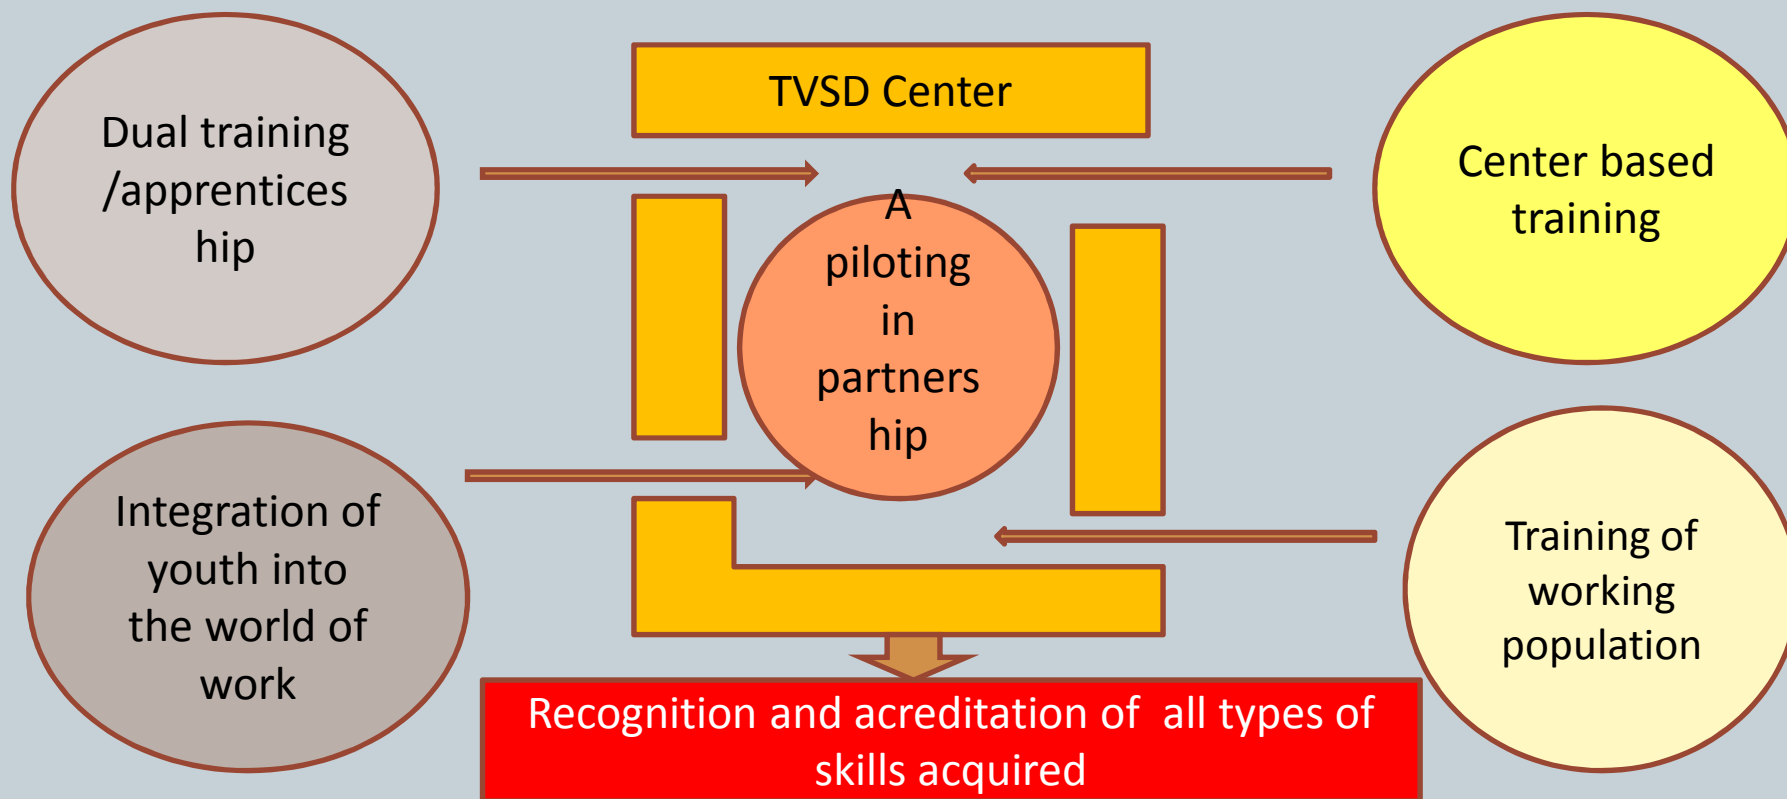 TVSD Center
Dual training
/apprentices
hip
Center based
training
A
piloting
in
partners
hip
Integration of
youth into
the world of
work
Training of
working
population
Recognition and acreditation of  all types of
skills acquired